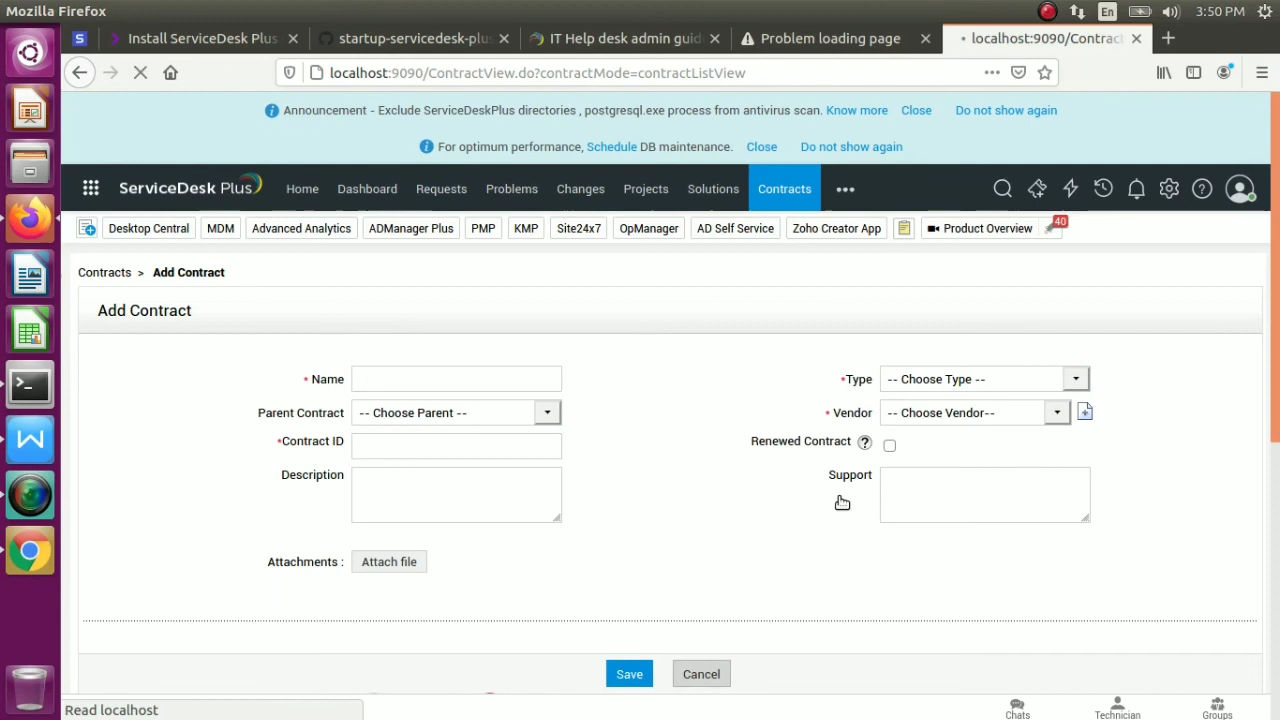 Mozilla Firefox
En
3:50 PM
S
Install ServiceDesk Plus
startup-servicedesk-plus
IT Help desk admin guid
Problem loading page
localhost:9090/Contract
localhost:9090/ContractView.do?contractMode=contractListView
Announcement - Exclude ServiceDeskPlus directories , postgresql.exe process from antivirus scan. Know more Close Do not show again
For optimum performance, Schedule DB maintenance. Close Do not show again
ServiceDesk Plus
Home Dashboard Requests Problems Changes Projects Solutions Contracts
Desktop Central MDM Advanced Analytics ADManager Plus PMP KMP Site24x7 OpManager AD Self Service Zoho Creator App Product Overview 40
Contracts > Add Contract
Add Contract
* Name
*Type -- Choose Type --
Parent Contract -- Choose Parent --
* Vendor -- Choose Vendor--
*Contract ID
Renewed Contract ?
Description
Support
Attachments : Attach file
Save Cancel
Read localhost
Chats Technician Groups